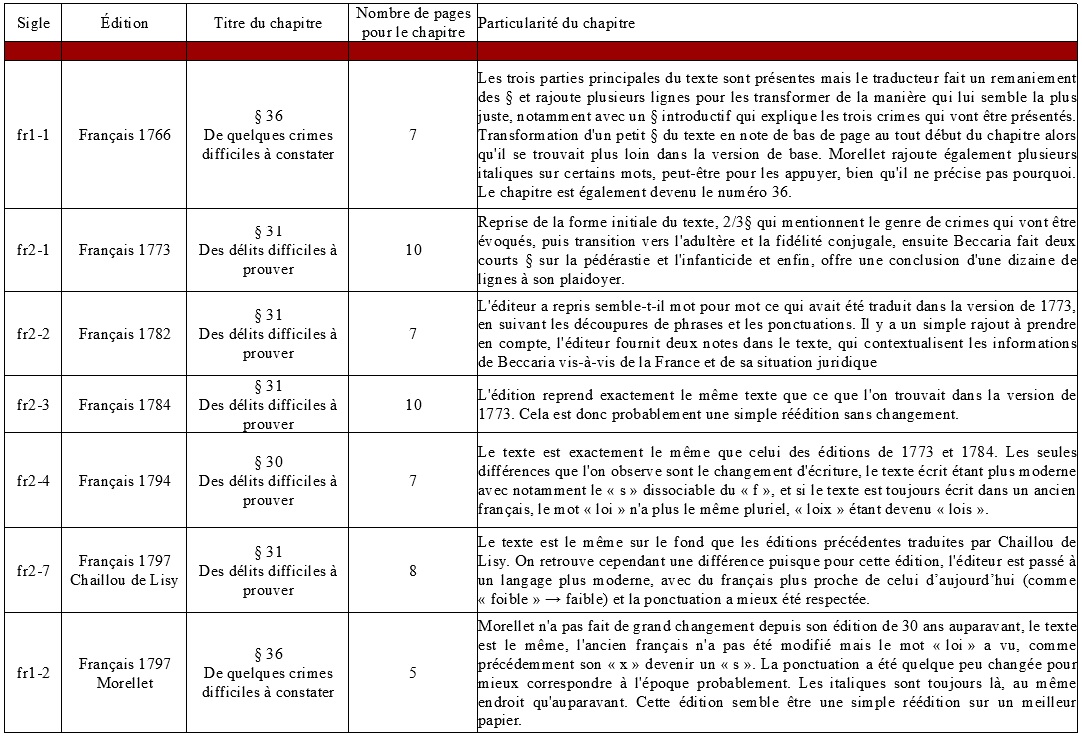 Sigle
Édition
Titre du chapitre
Nombre de pages
pour le chapitre
Particularité du chapitre
fr1-1
Français 1766
§ 36
De quelques crimes
difficiles à constater
7
Les trois parties principales du texte sont présentes mais le traducteur fait un remaniement
des § et rajoute plusieurs lignes pour les transformer de la manière qui lui semble la plus
juste, notamment avec un § introductif qui explique les trois crimes qui vont être présentés.
Transformation d'un petit § du texte en note de bas de page au tout début du chapitre alors
qu'il se trouvait plus loin dans la version de base. Morellet rajoute également plusieurs
italiques sur certains mots, peut-être pour les appuyer, bien qu'il ne précise pas pourquoi.
Le chapitre est également devenu le numéro 36.
fr2-1
Français 1773
§ 31
Des délits difficiles à
prouver
10
Reprise de la forme initiale du texte, 2/3§ qui mentionnent le genre de crimes qui vont être
évoqués, puis transition vers l'adultère et la fidélité conjugale, ensuite Beccaria fait deux
courts § sur la pédérastie et l'infanticide et enfin, offre une conclusion d'une dizaine de
lignes à son plaidoyer.
fr2-2
Français 1782
§ 31
Des délits difficiles à
prouver
7
L'éditeur a repris semble-t-il mot pour mot ce qui avait été traduit dans la version de 1773,
en suivant les découpures de phrases et les ponctuations. Il y a un simple rajout à prendre
en compte, l'éditeur fournit deux notes dans le texte, qui contextualisent les informations
de Beccaria vis-à-vis de la France et de sa situation juridique
fr2-3
Français 1784
§ 31
Des délits difficiles à
prouver
10
L'édition reprend exactement le même texte que ce que l'on trouvait dans la version de
1773. Cela est donc probablement une simple réédition sans changement.
fr2-4
Français 1794
§ 30
Des délits difficiles à
prouver
7
Le texte est exactement le même que celui des éditions de 1773 et 1784. Les seules
différences que l'on observe sont le changement d'écriture, le texte écrit étant plus moderne
avec notamment le « s » dissociable du « f », et si le texte est toujours écrit dans un ancien
français, le mot « loi » n'a plus le même pluriel, « loix » étant devenu « lois ».
fr2-7
Français 1797
Chaillou de Lisy
§ 31
Des délits difficiles à
prouver
8
Le texte est le même sur le fond que les éditions précédentes traduites par Chaillou de
Lisy. On retrouve cependant une différence puisque pour cette édition, l'éditeur est passé à
un langage plus moderne, avec du français plus proche de celui d’aujourd’hui (comme
« foible » → faible) et la ponctuation a mieux été respectée.
fr1-2
Français 1797
Morellet
§ 36
De quelques crimes
difficiles à constater
5
Morellet n'a pas fait de grand changement depuis son édition de 30 ans auparavant, le texte
est le même, l'ancien français n'a pas été modifié mais le mot « loi » a vu, comme
précédemment son « x » devenir un « s ». La ponctuation a été quelque peu changée pour
mieux correspondre à l'époque probablement. Les italiques sont toujours là, au même
endroit qu'auparavant. Cette édition semble être une simple réédition sur un meilleur
papier.